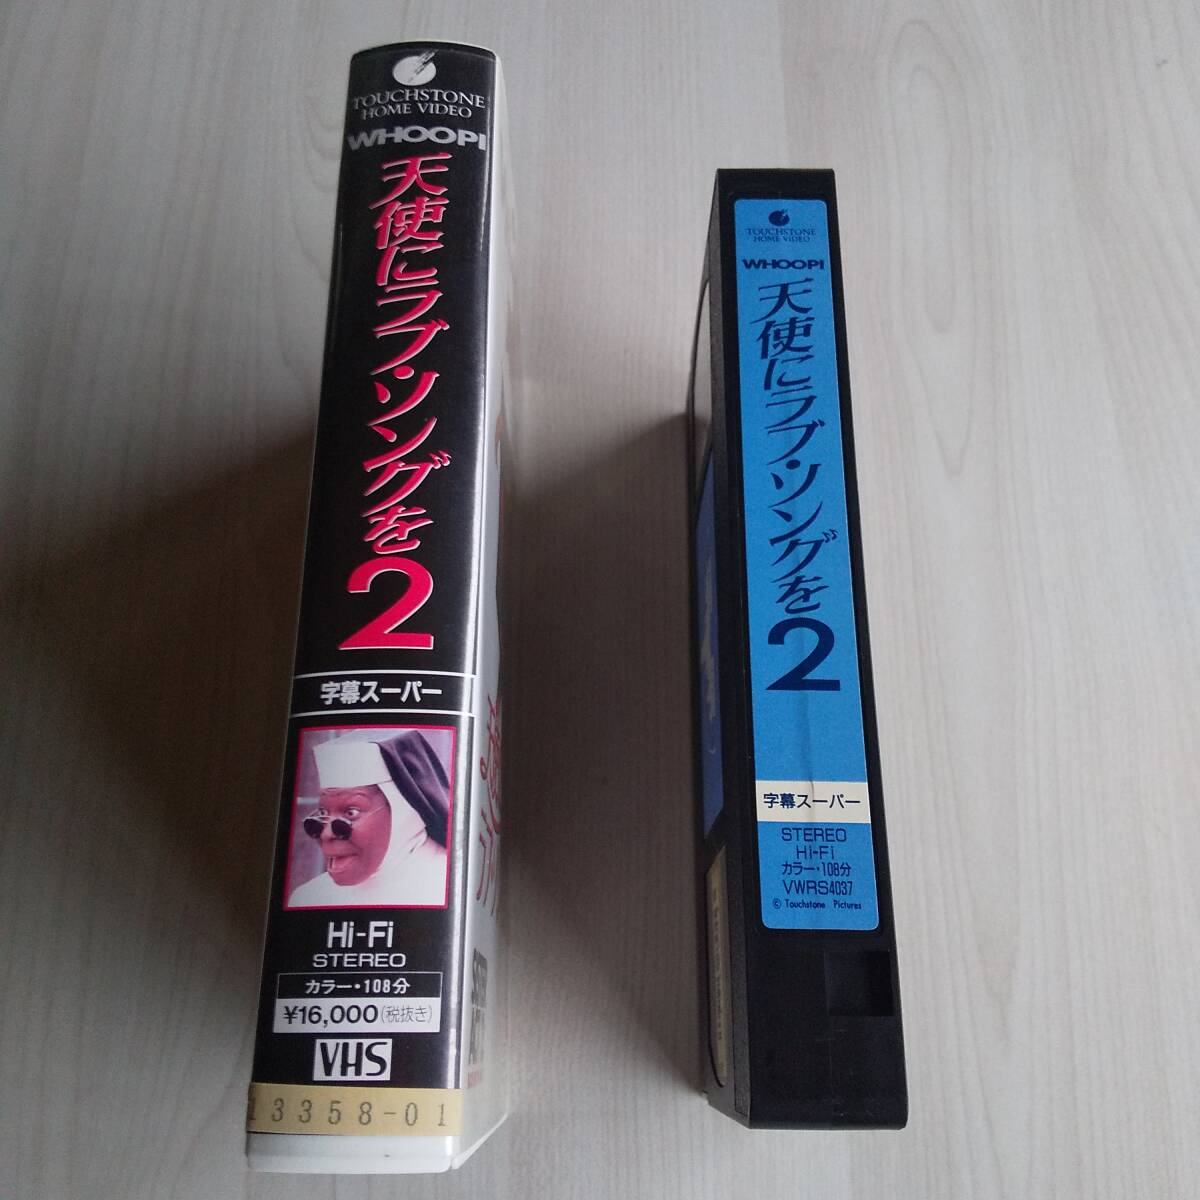 TOUCHSTONE
HOME VIDEO
WHOOPI
天使にラブ・ソングを
2
字幕スーパー
Hi-Fi
STEREO
カラー・108分
¥16,000(税抜き)
VHS
13358-01
TOUCHSTONE
HOME VIDEO
WHOOPI
天使にラブ・ソングを
2
字幕スーパー
STEREO
Hi-Fi
カラー・108分
VWRS4037
© Touchstone Pictures